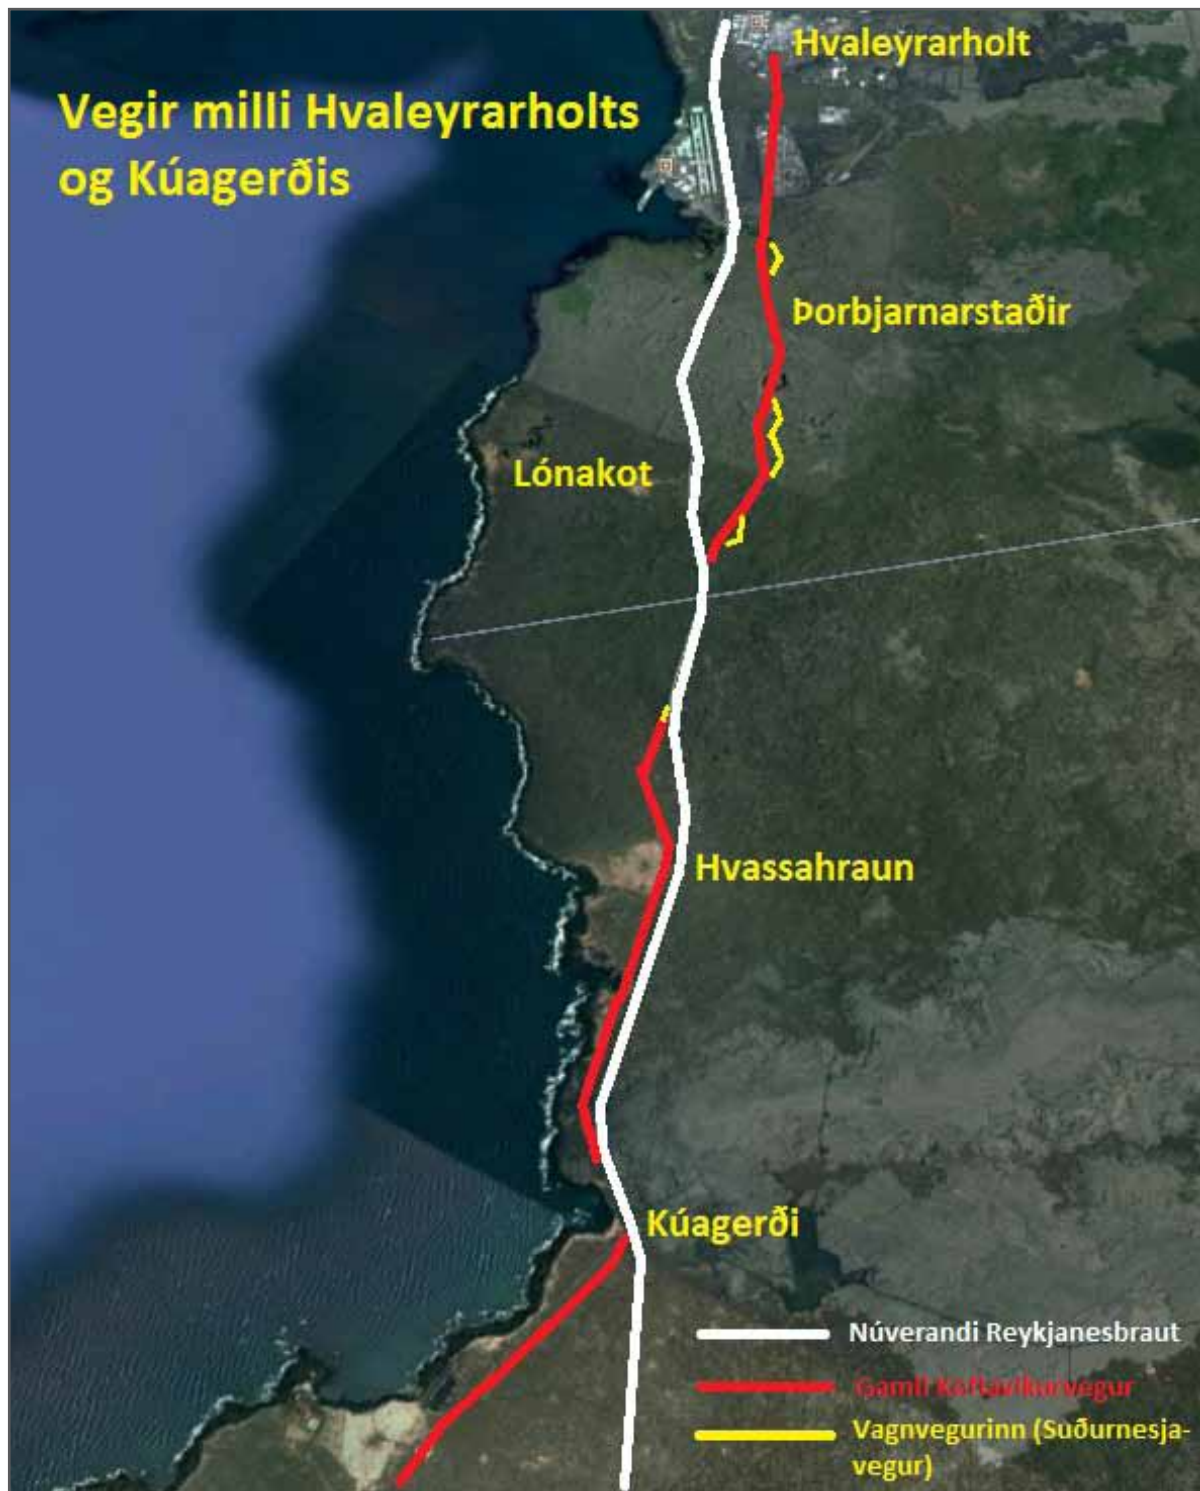 Hvaleyrarholt
Vegir milli Hvaleyrarholts
og Kúagerðis
Þorbjarnarstaðir
Lónakot
Hvassahraun
Kúagerði
Núverandi Reykjanesbraut
Gamli Keflavíkurvegur
Vagnvegurinn (Suðurnesja-
vegur)